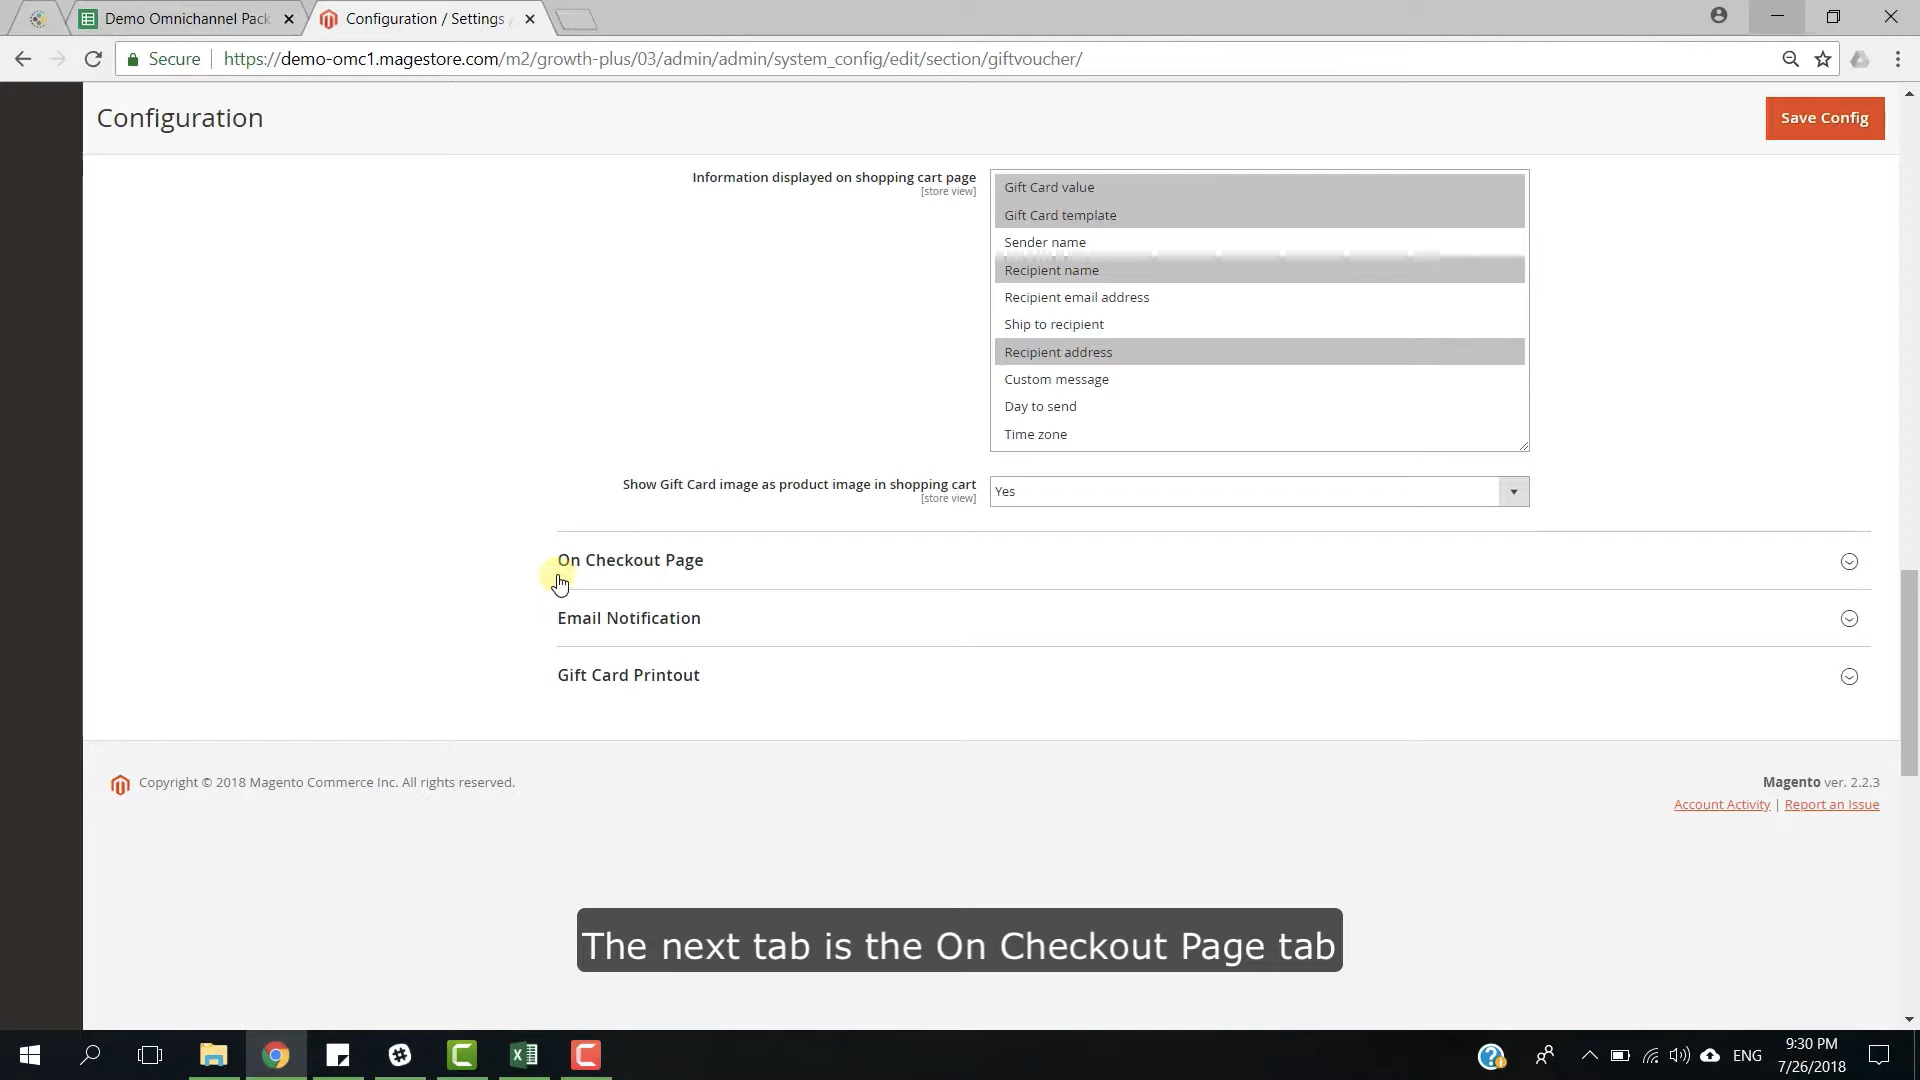 Demo Omnichannel Pack
Configuration / Settings /
Secure
https://demo-omc1.magestore.com/m2/growth-plus/03/admin/admin/system_config/edit/section/giftvoucher/
Configuration
Save Config
Information displayed on shopping cart page
[store view]
Gift Card value
Gift Card template
Sender name
Recipient name
Recipient email address
Ship to recipient
Recipient address
Custom message
Day to send
Time zone
Show Gift Card image as product image in shopping cart
[store view]
Yes
On Checkout Page
Email Notification
Gift Card Printout
Copyright © 2018 Magento Commerce Inc. All rights reserved.
Magento ver. 2.2.3
Account Activity | Report an Issue
The next tab is the On Checkout Page tab
ENG
9:30 PM
7/26/2018